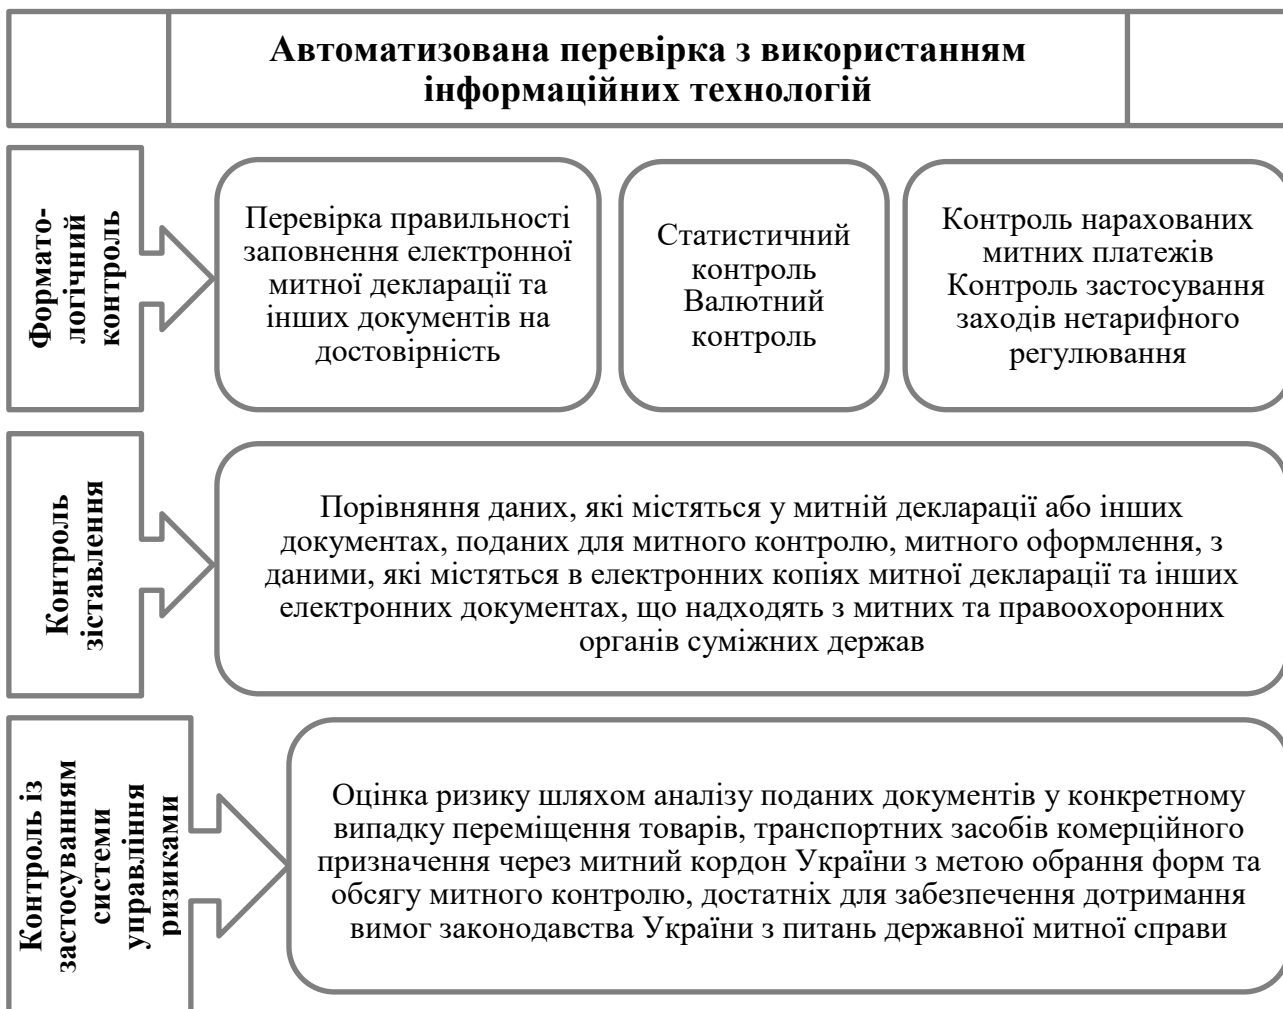 Автоматизована перевірка з використанням
інформаційних технологій
Формато-
логічний
контроль
Перевірка правильності
заповнення електронної
митної декларації та
інших документів на
достовірність
Статистичний
контроль
Валютний
контроль
Контроль нарахованих
митних платежів
Контроль застосування
заходів нетарифного
регулювання
Контроль
зіставлення
Порівняння даних, які містяться у митній декларації або інших
документах, поданих для митного контролю, митного оформлення, з
даними, які містяться в електронних копіях митної декларації та інших
електронних документах, що надходять з митних та правоохоронних
органів суміжних держав
Контроль із
застосуванням
системи
управління
ризиками
Оцінка ризику шляхом аналізу поданих документів у конкретному
випадку переміщення товарів, транспортних засобів комерційного
призначення через митний кордон України з метою обрання форм та
обсягу митного контролю, достатніх для забезпечення дотримання
вимог законодавства України з питань державної митної справи